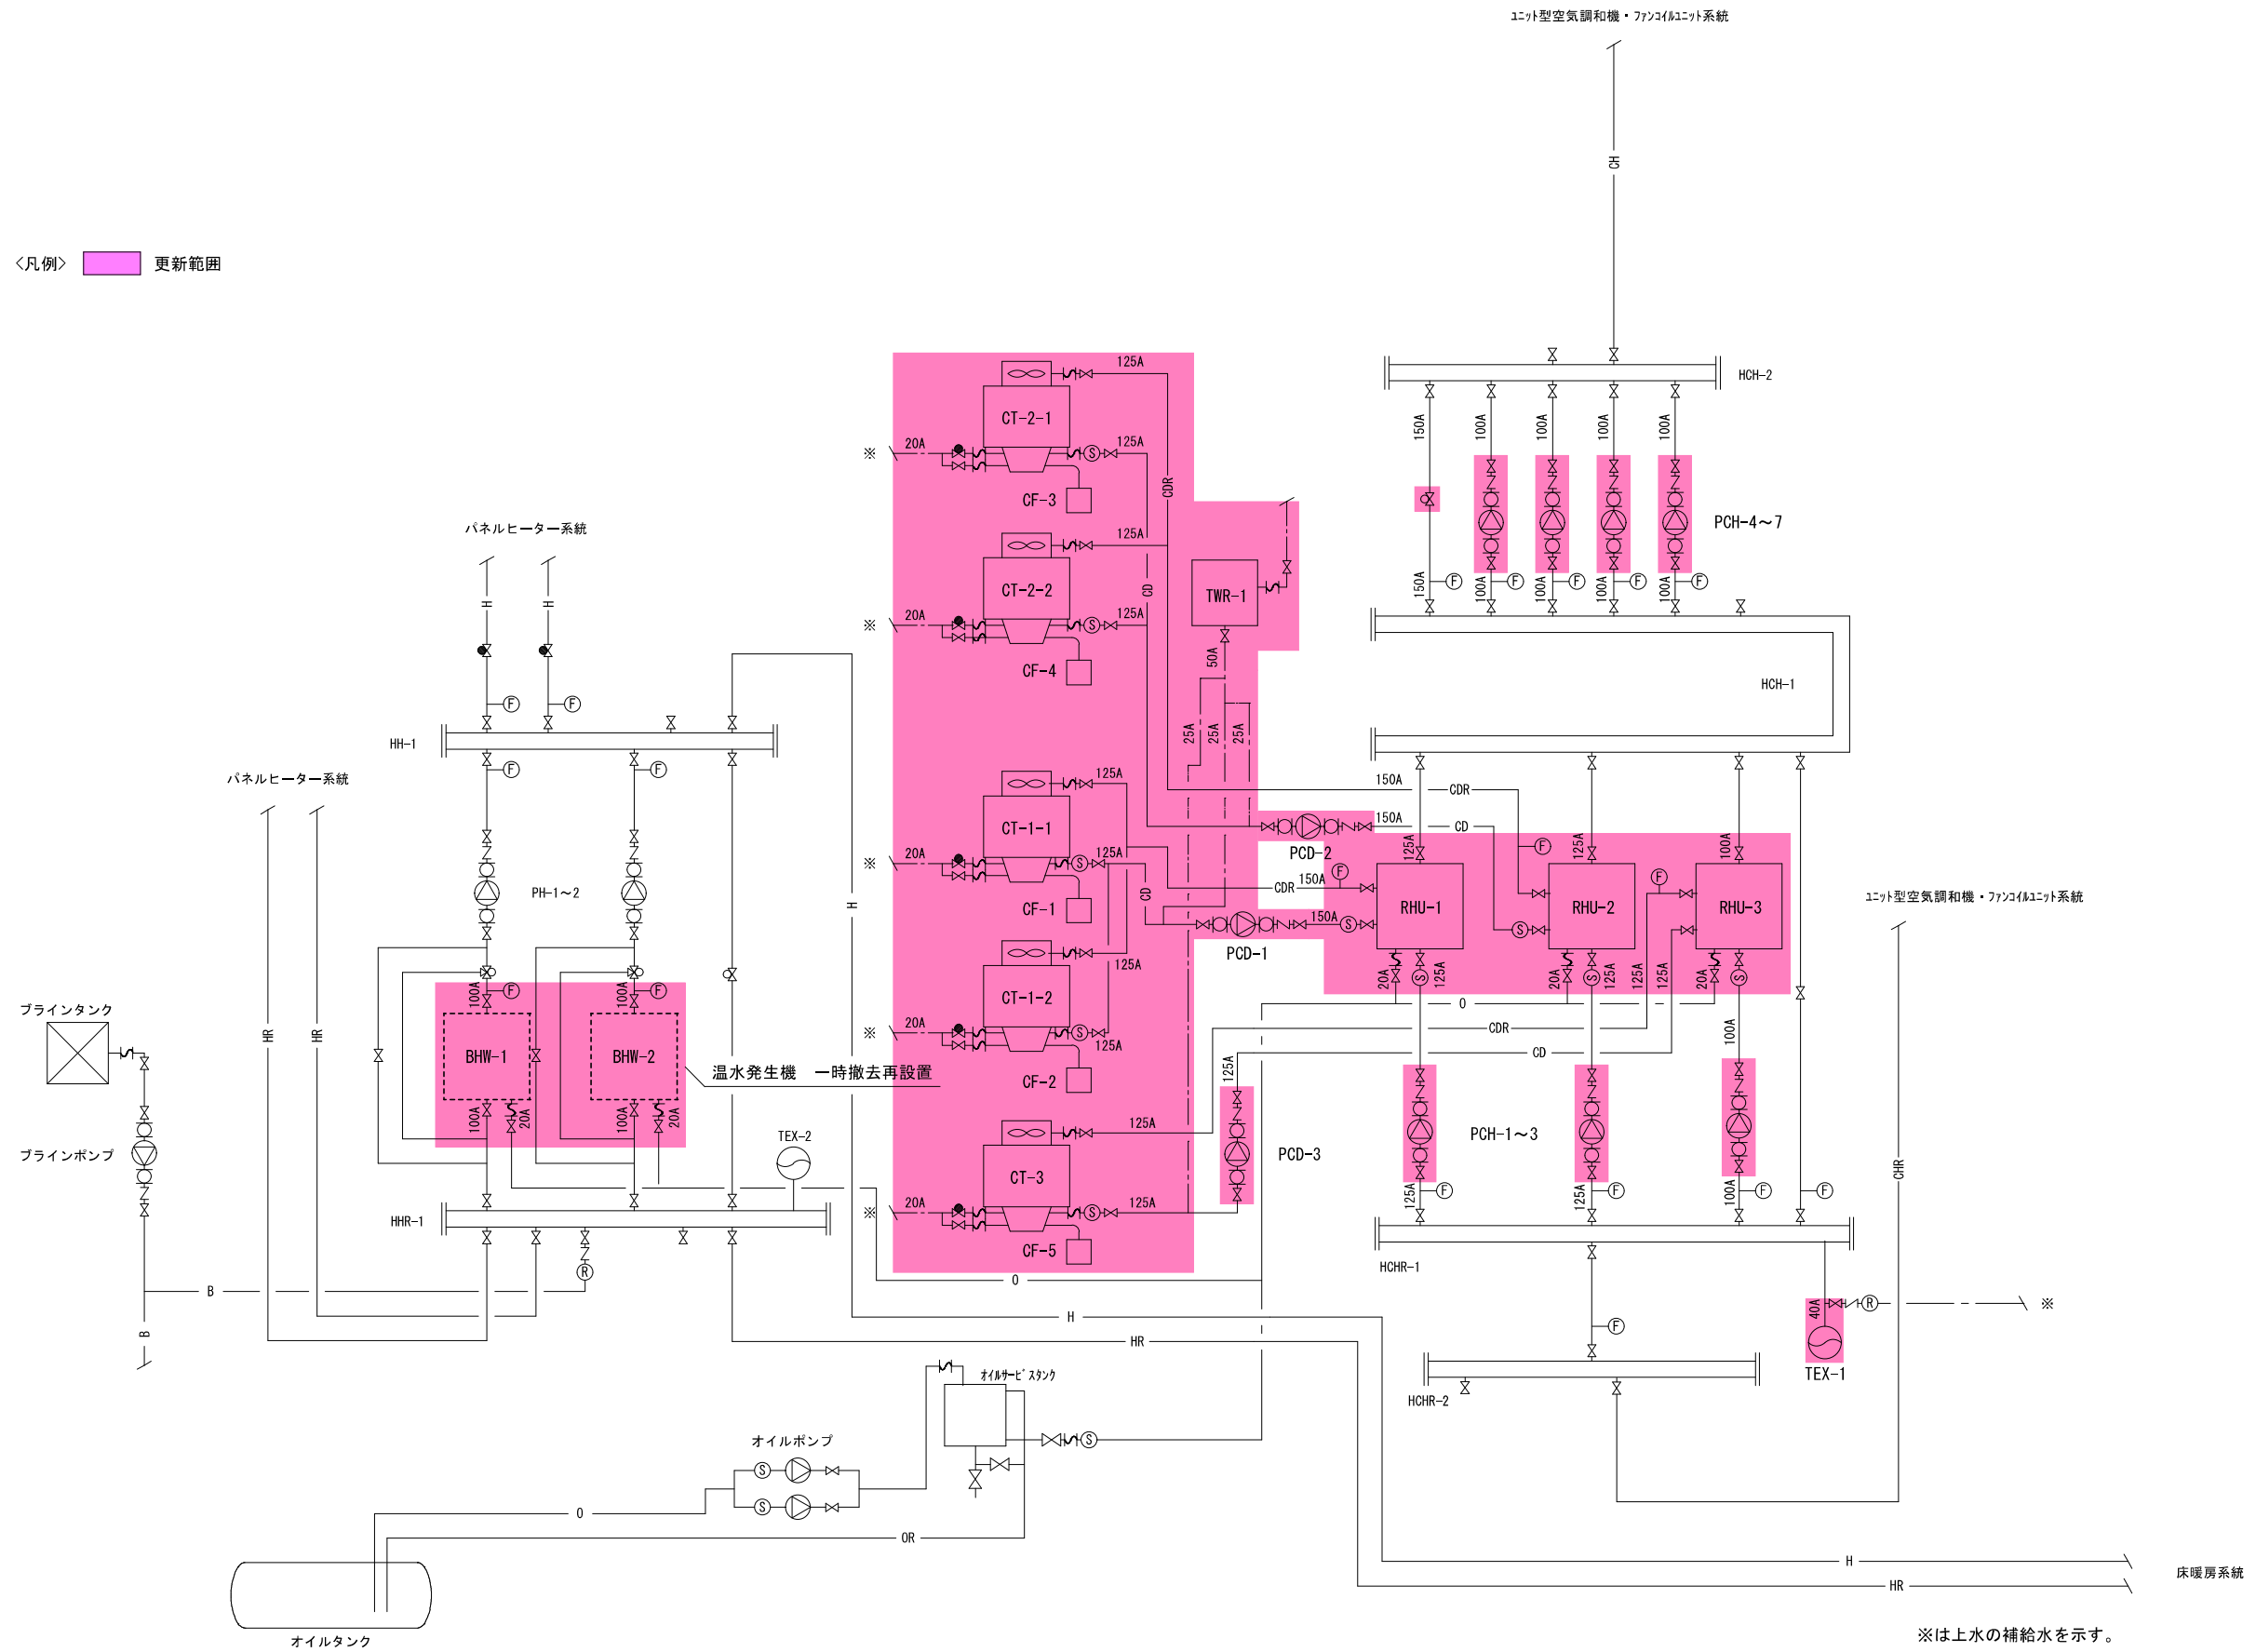 ユニット型空気調和機・ファンコイルユニット系統
CH
<凡例> 更新範囲
HCH-2
150A 100A 100A 100A 100A
PCH-4～7
150A 100A 100A 100A 100A
F F F F F
HCH-1
CT-2-1
125A
125A
※ 20A
S
CF-3
CDR
CT-2-2
125A
125A
※ 20A
S
CF-4
CD
TWR-1
50A
25A 25A 25A
パネルヒーター系統
H H
F F
HH-1
F F
パネルヒーター系統
PH-1～2
HR HR
H
CT-1-1
125A
125A
※ 20A
S
CF-1
CD
CT-1-2
125A
125A
※ 20A
S
CF-2
150A CDR
150A CD
PCD-2
CDR 150A F
150A S
PCD-1
125A 125A 100A
F F
RHU-1 RHU-2 RHU-3
S
20A S 125A 20A S 125A 125A 125A 20A S
O
CDR
CD
100A
ユニット型空気調和機・ファンコイルユニット系統
CHR
100A F 100A F
BHW-1 BHW-2
温水発生機 一時撤去再設置
100A 20A 100A 20A
ブラインタンク
ブラインポンプ
B
B
TEX-2
HHR-1
R
CT-3
125A
125A
※ 20A
S
CF-5
125A
PCD-3
PCH-1～3
125A F 125A F 100A F F
HCHR-1
40A R ※
TEX-1
F
HCHR-2
O
H
HR
オイルサービスタンク
S
オイルポンプ
S
S
O
OR
オイルタンク
H
HR
床暖房系統
※は上水の補給水を示す。